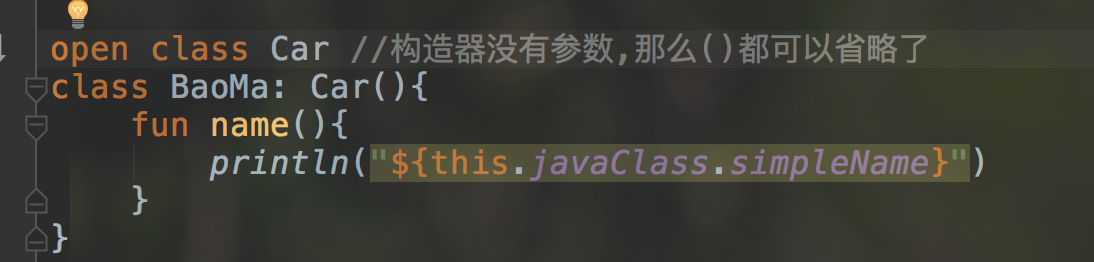 open class Car //构造器没有参数,那么()都可以省略了
class BaoMa: Car(){
    fun name(){
        println("${this.javaClass.simpleName}")
    }
}